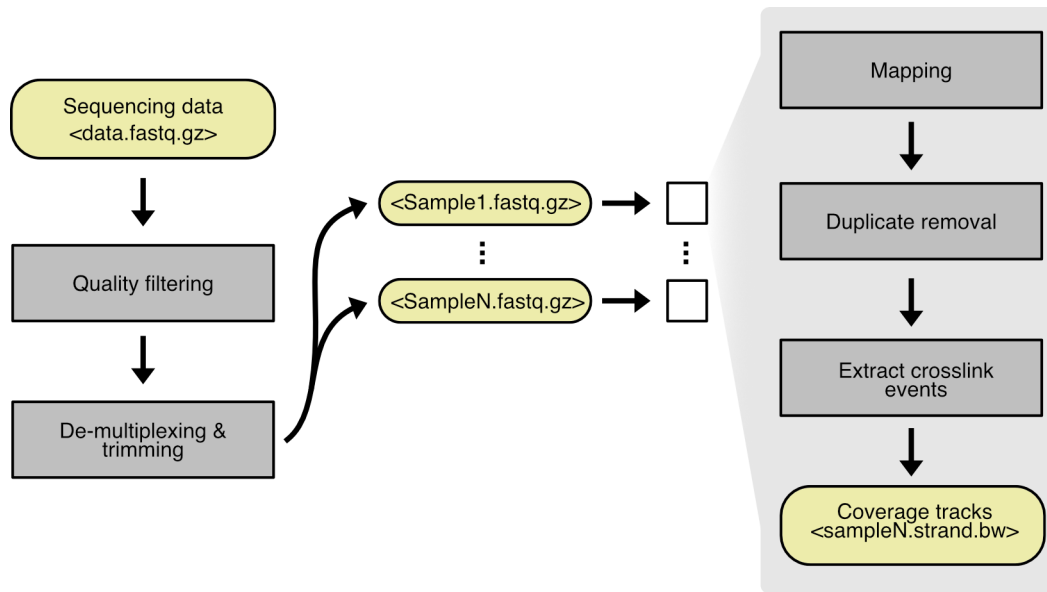 Sequencing data
<data.fastq.gz>
Quality filtering
De-multiplexing &
trimming
<Sample1.fastq.gz>
<SampleN.fastq.gz>
Mapping
Duplicate removal
Extract crosslink
events
Coverage tracks
<sampleN.strand.bw>